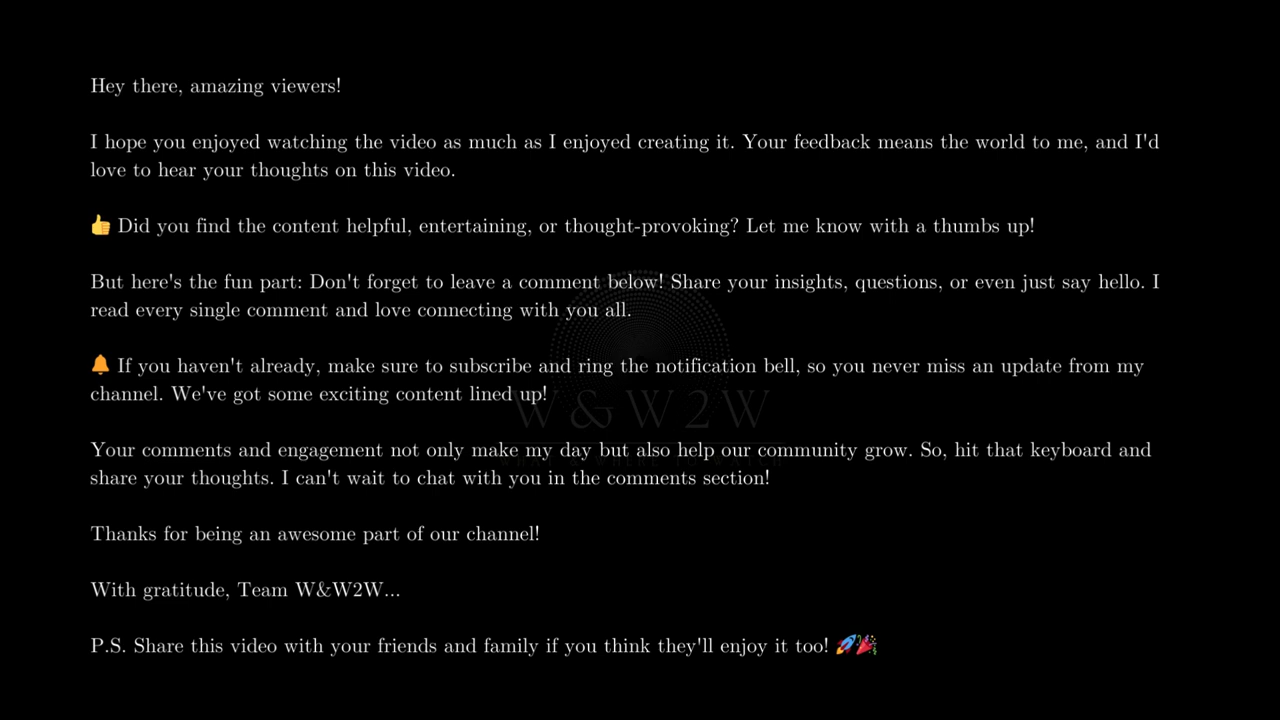 Hey there, amazing viewers!
I hope you enjoyed watching the video as much as I enjoyed creating it. Your feedback means the world to me, and I'd
love to hear your thoughts on this video.
👍 Did you find the content helpful, entertaining, or thought-provoking? Let me know with a thumbs up!
But here's the fun part: Don't forget to leave a comment below! Share your insights, questions, or even just say hello. I
read every single comment and love connecting with you all.
🔔 If you haven't already, make sure to subscribe and ring the notification bell, so you never miss an update from my
channel. We've got some exciting content lined up!
W&W2W
Your comments and engagement not only make my day but also help our community grow. So, hit that keyboard and
share your thoughts. I can't wait to chat with you in the comments section!
Thanks for being an awesome part of our channel!
With gratitude, Team W&W2W...
P.S. Share this video with your friends and family if you think they'll enjoy it too! 🚀🎉